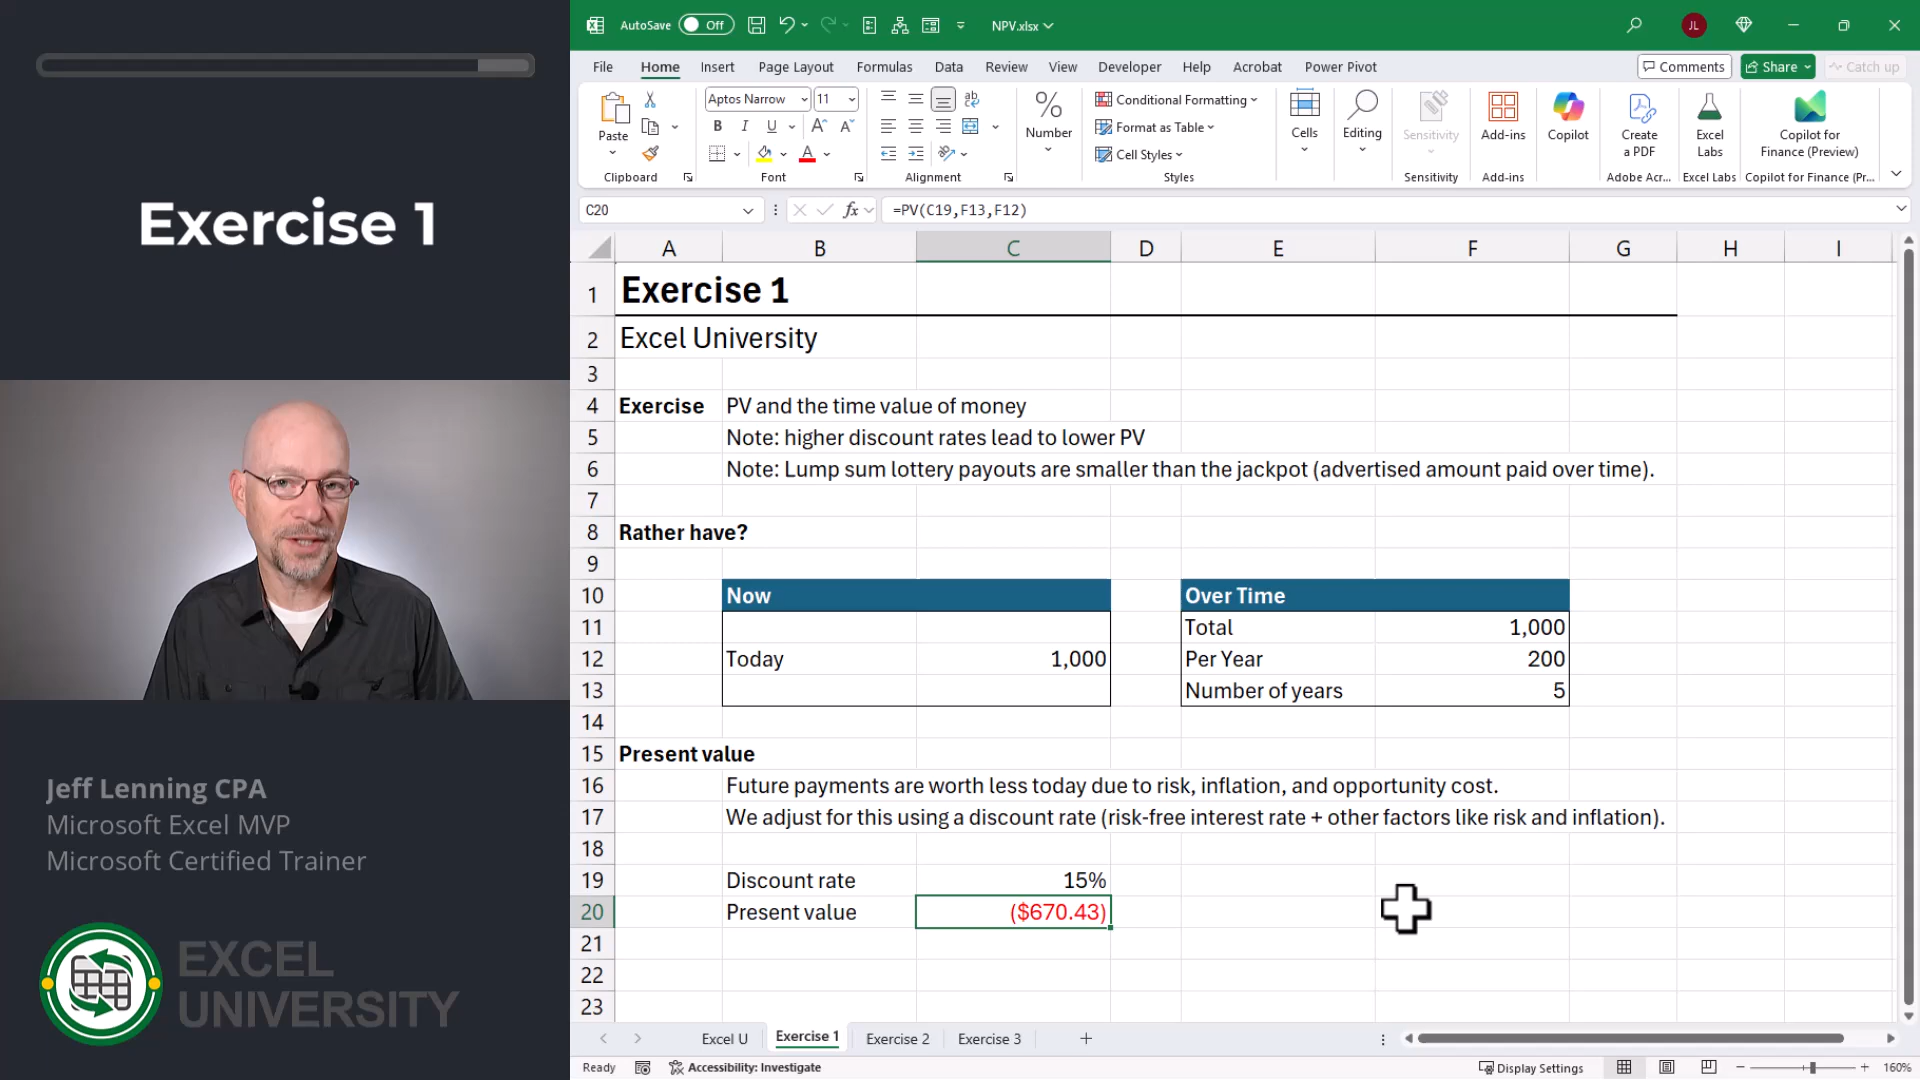 Exercise 1
Jeff Lenning CPA
Microsoft Excel MVP
Microsoft Certified Trainer
EXCEL
UNIVERSITY
AutoSave Off
NPV.xlsx
JL
File Home Insert Page Layout Formulas Data Review View Developer Help Acrobat Power Pivot
Comments Share Catch up
Paste
Clipboard
Aptos Narrow 11
B I U A A
A
Font
ab
Alignment
%
Number
Conditional Formatting
Format as Table
Cell Styles
Styles
Cells
Editing
Sensitivity
Sensitivity
Add-ins
Add-ins
Copilot
Create
a PDF
Adobe Acr...
Excel
Labs
Excel Labs
Copilot for
Finance (Preview)
Copilot for Finance (Pr...
C20 fx =PV(C19,F13,F12)
A B C D E F G H I
1 Exercise 1
2 Excel University
3
4 Exercise PV and the time value of money
5 Note: higher discount rates lead to lower PV
6 Note: Lump sum lottery payouts are smaller than the jackpot (advertised amount paid over time).
7
8 Rather have?
9
10 Now Over Time
11 Total 1,000
12 Today 1,000 Per Year 200
13 Number of years 5
14
15 Present value
16 Future payments are worth less today due to risk, inflation, and opportunity cost.
17 We adjust for this using a discount rate (risk-free interest rate + other factors like risk and inflation).
18
19 Discount rate 15%
20 Present value ($670.43)
21
22
23
Excel U Exercise 1 Exercise 2 Exercise 3
Ready Accessibility: Investigate Display Settings 160%